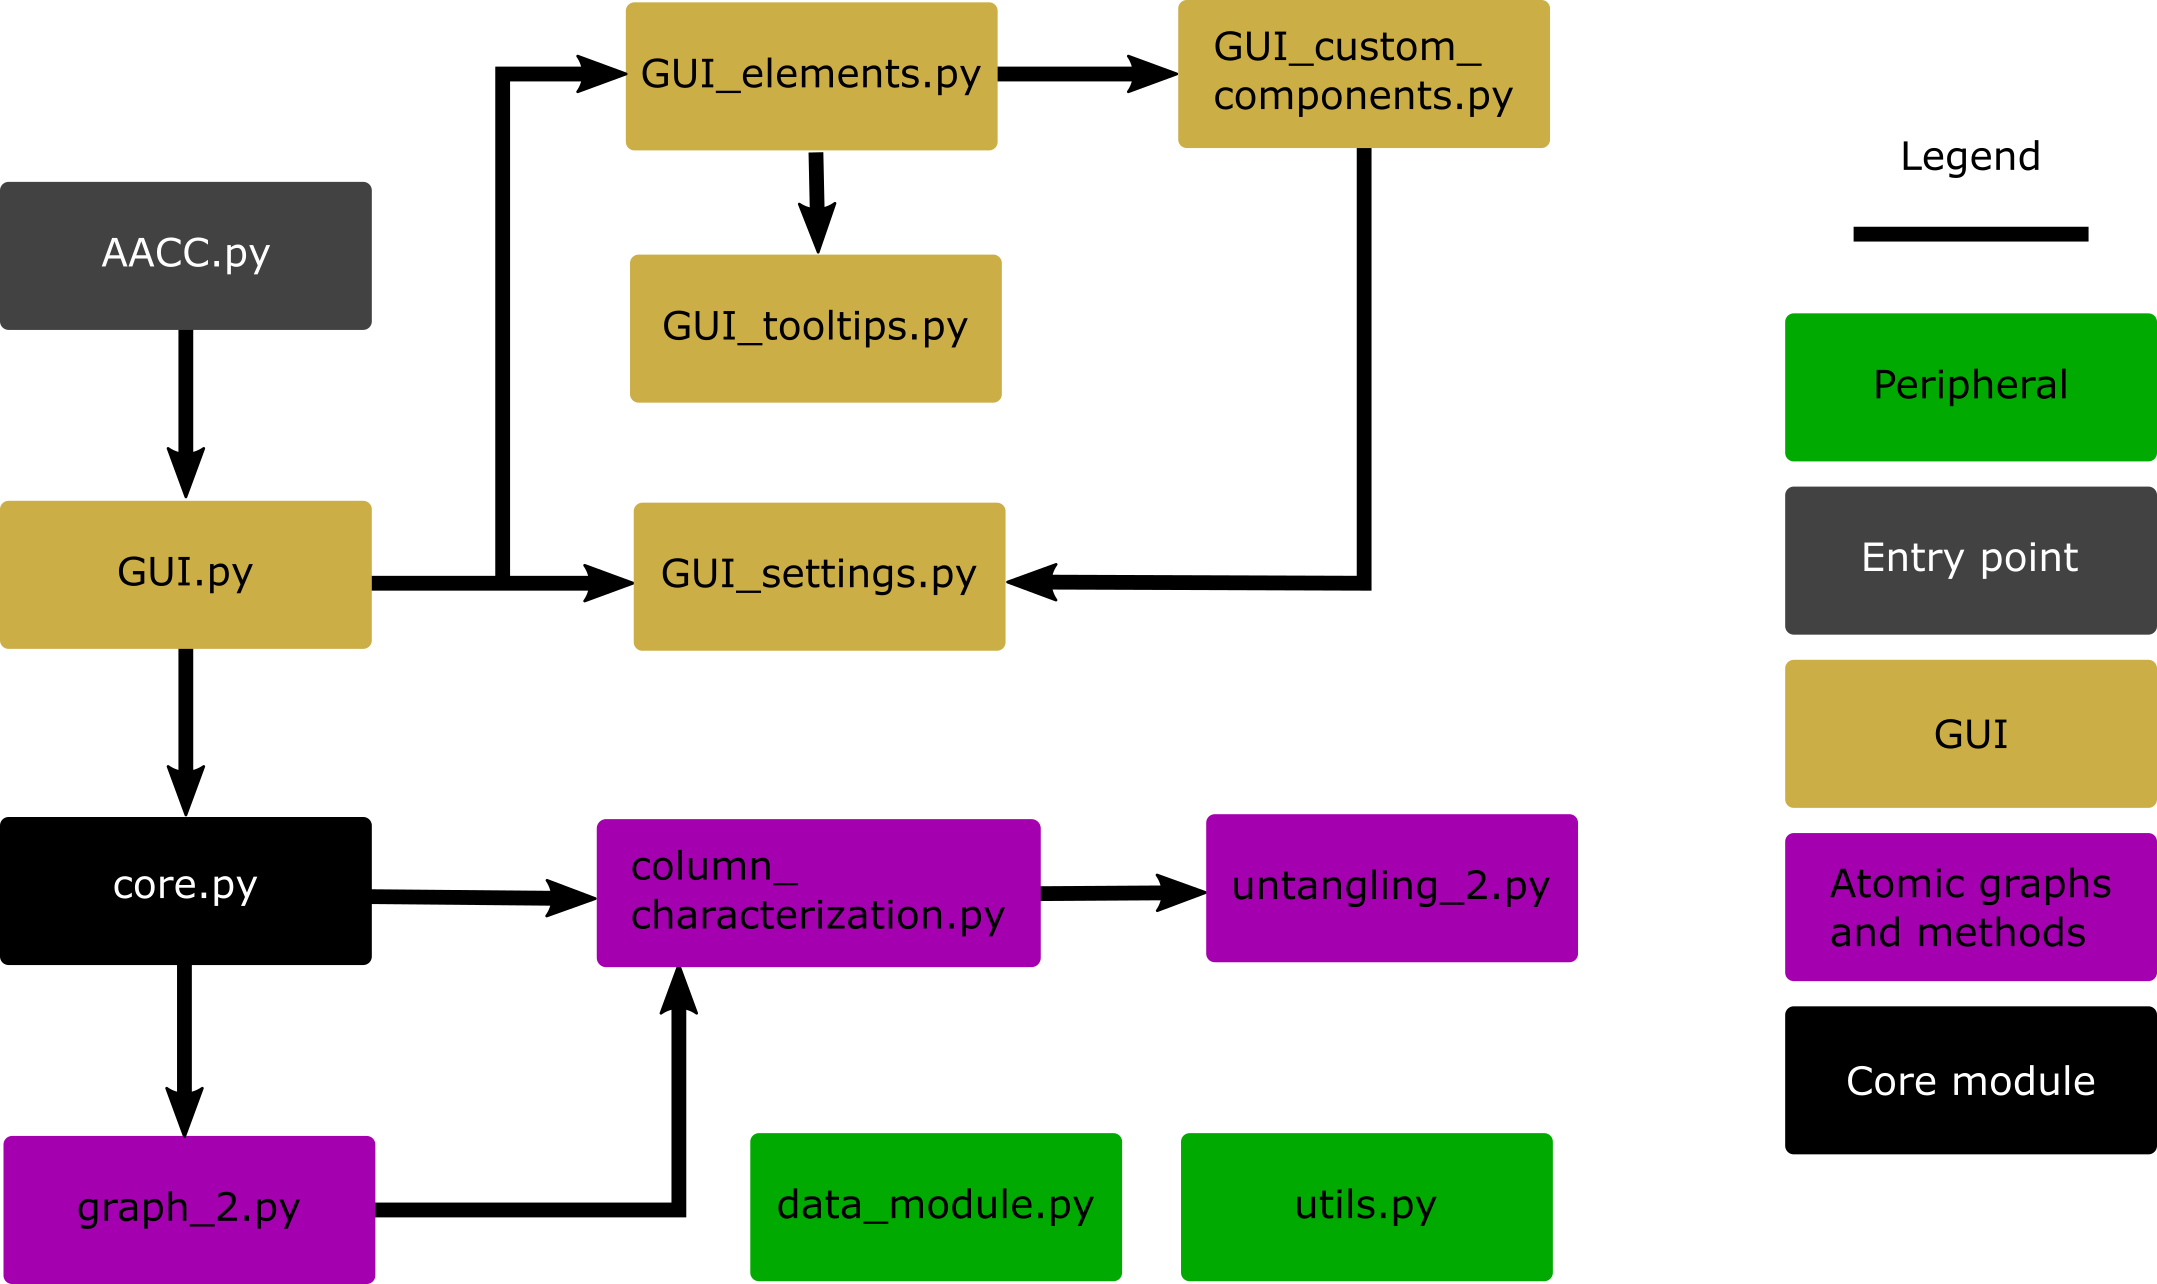 GUI_elements.py
GUI_custom_
components.py
AACC.py
GUI_tooltips.py
GUI.py
GUI_settings.py
core.py
column_
characterization.py
untangling_2.py
graph_2.py
data_module.py
utils.py
Legend
Peripheral
Entry point
GUI
Atomic graphs
and methods
Core module